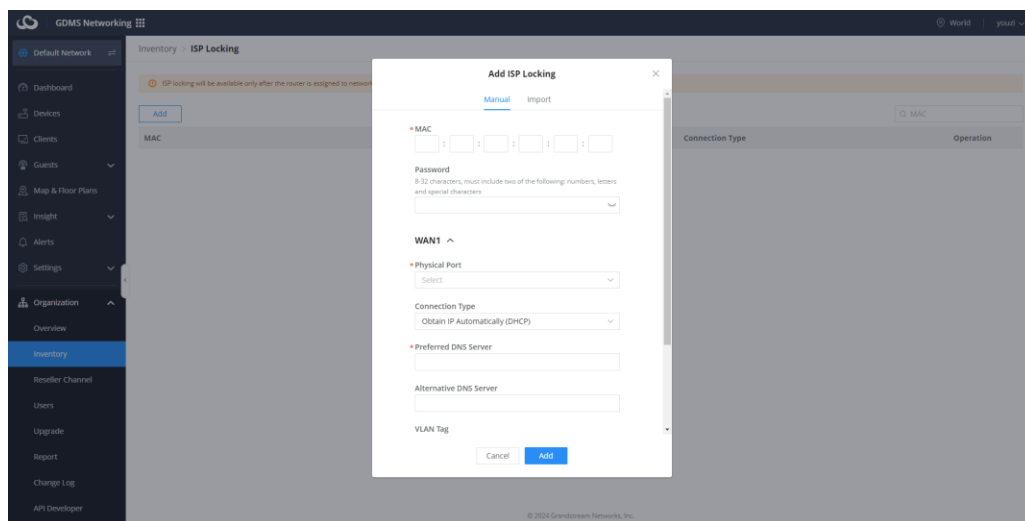 GDMS Networking
World
youzi
Default Network
Dashboard
Devices
Clients
Guests
Map & Floor Plans
Insight
Alerts
Settings
Organization
Overview
Inventory
Reseller Channel
Users
Upgrade
Report
Change Log
API Developer
Inventory > ISP Locking
ISP locking will be available only after the router is assigned to network
Add
MAC
MAC
Connection Type
Operation
Add ISP Locking
Manual Import
* MAC
: : : : :
Password
8-32 characters, must include two of the following: numbers, letters
and special characters
WAN1
* Physical Port
Select
Connection Type
Obtain IP Automatically (DHCP)
* Preferred DNS Server
Alternative DNS Server
VLAN Tag
Cancel Add
© 2024 Grandstream Networks, Inc.